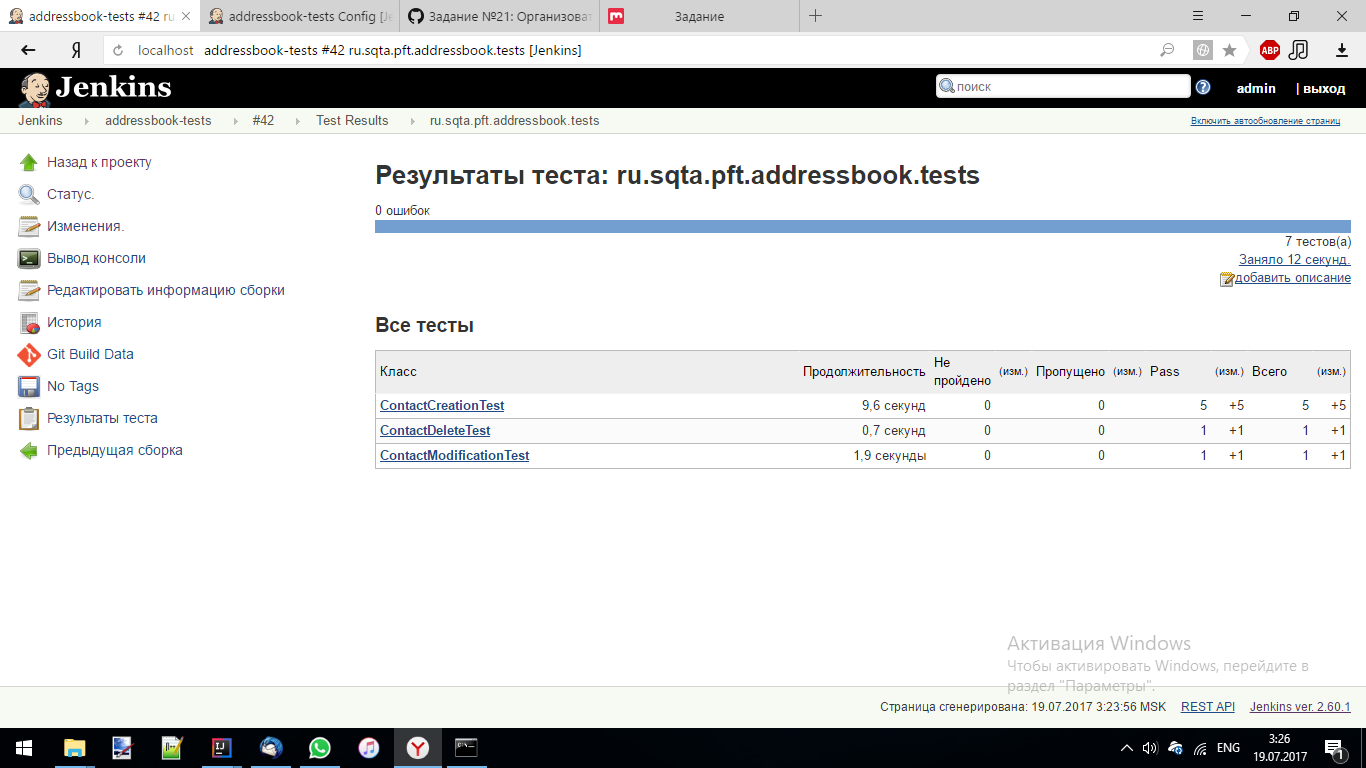 addressbook-tests #42 ru.
addressbook-tests Config [Je
Задание №21: Организоват
Задание
Я
localhost addressbook-tests #42 ru.sqta.pft.addressbook.tests [Jenkins]
ABP
Jenkins
поиск
admin | выход
Jenkins addressbook-tests #42 Test Results ru.sqta.pft.addressbook.tests
Включить автообновление страниц
Назад к проекту
Статус.
Изменения.
Вывод консоли
Редактировать информацию сборки
История
Git Build Data
No Tags
Результаты теста
Предыдущая сборка
Результаты теста: ru.sqta.pft.addressbook.tests
0 ошибок
7 тестов(а)
Заняло 12 секунд.
добавить описание
Все тесты
Класс Продолжительность Не пройдено (изм.) Пропущено (изм.) Pass (изм.) Всего (изм.)
ContactCreationTest 9,6 секунд 0 0 5 +5 5 +5
ContactDeleteTest 0,7 секунд 0 0 1 +1 1 +1
ContactModificationTest 1,9 секунды 0 0 1 +1 1 +1
Активация Windows
Чтобы активировать Windows, перейдите в
раздел "Параметры".
Страница сгенерирована: 19.07.2017 3:23:56 MSK REST API Jenkins ver. 2.60.1
ENG
3:26
19.07.2017
1